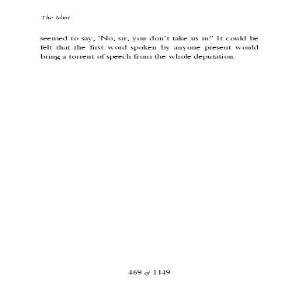 The Idiot
seemed to say, ‘No, sir, you don’t take us in!’ It could be
felt that the first word spoken by anyone present would
bring a torrent of speech from the whole deputation.
469 of 1149